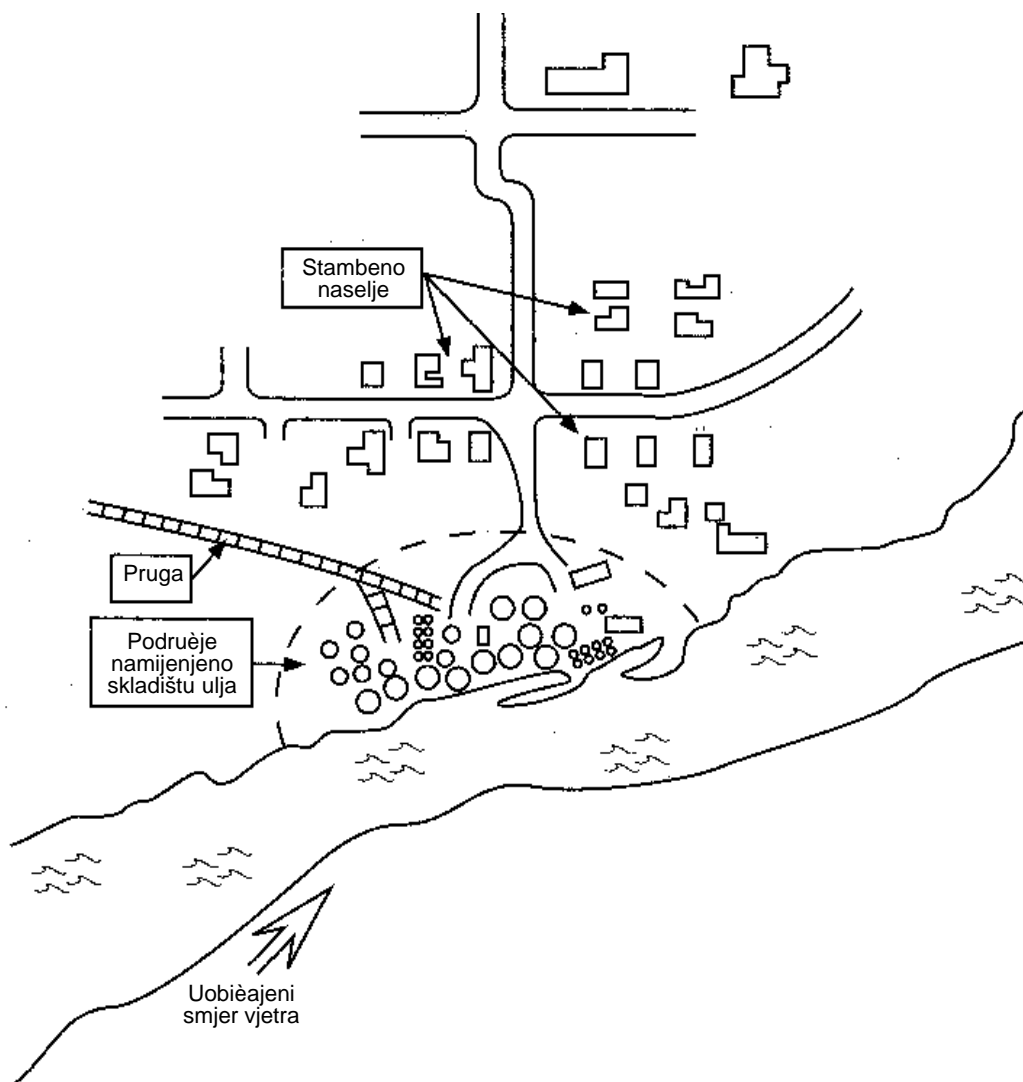 Stambeno
naselje
Pruga
Podruèje
namijenjeno
skladištu ulja
Uobièajeni
smjer vjetra